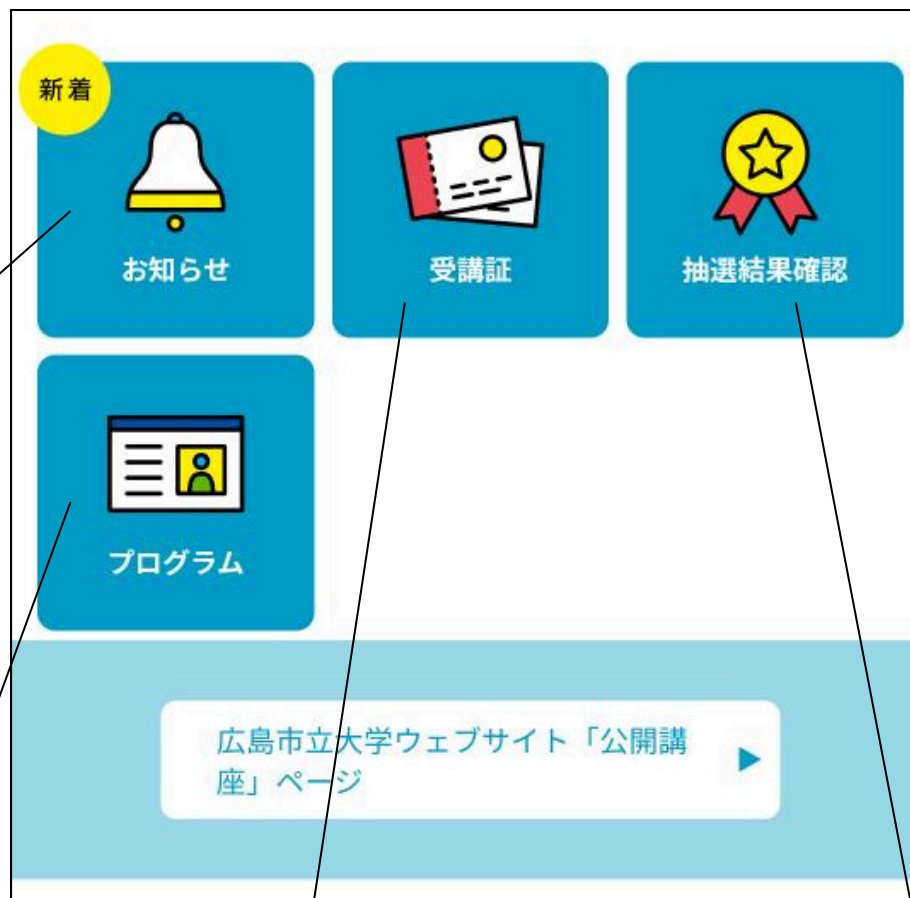 新着
お知らせ
受講証
抽選結果確認
プログラム
広島市立大学ウェブサイト「公開講
座」ページ